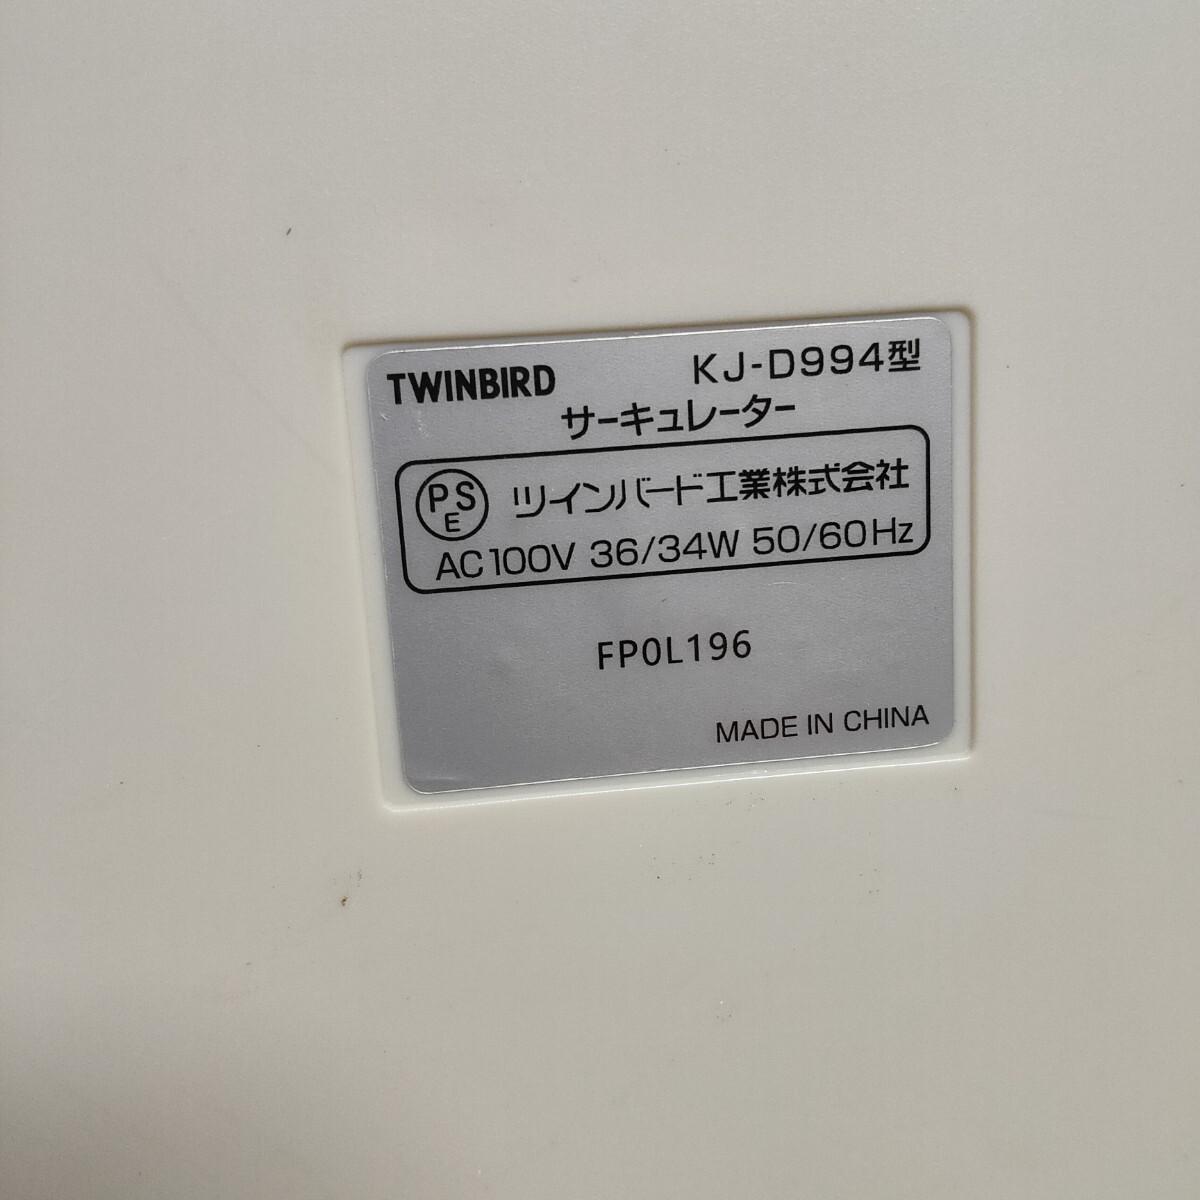 TWINBIRD KJ-D994型
サーキュレーター
PSE ツインバード工業株式会社
AC100V 36/34W 50/60Hz
FP0L196
MADE IN CHINA